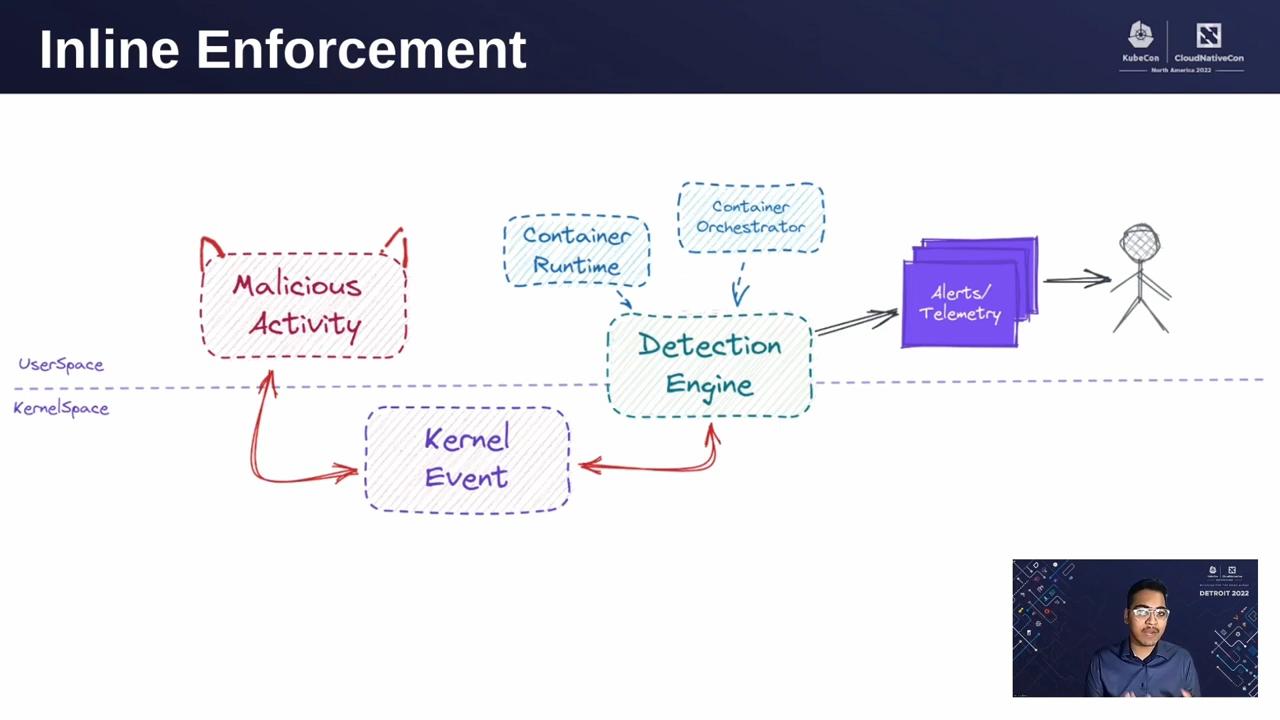 Inline Enforcement
KubeCon
CloudNativeCon
North America 2022
Container
Orchestrator
Container
Runtime
Malicious
Activity
Alerts/
Telemetry
Detection
Engine
UserSpace
KernelSpace
Kernel
Event
DETROIT 2022